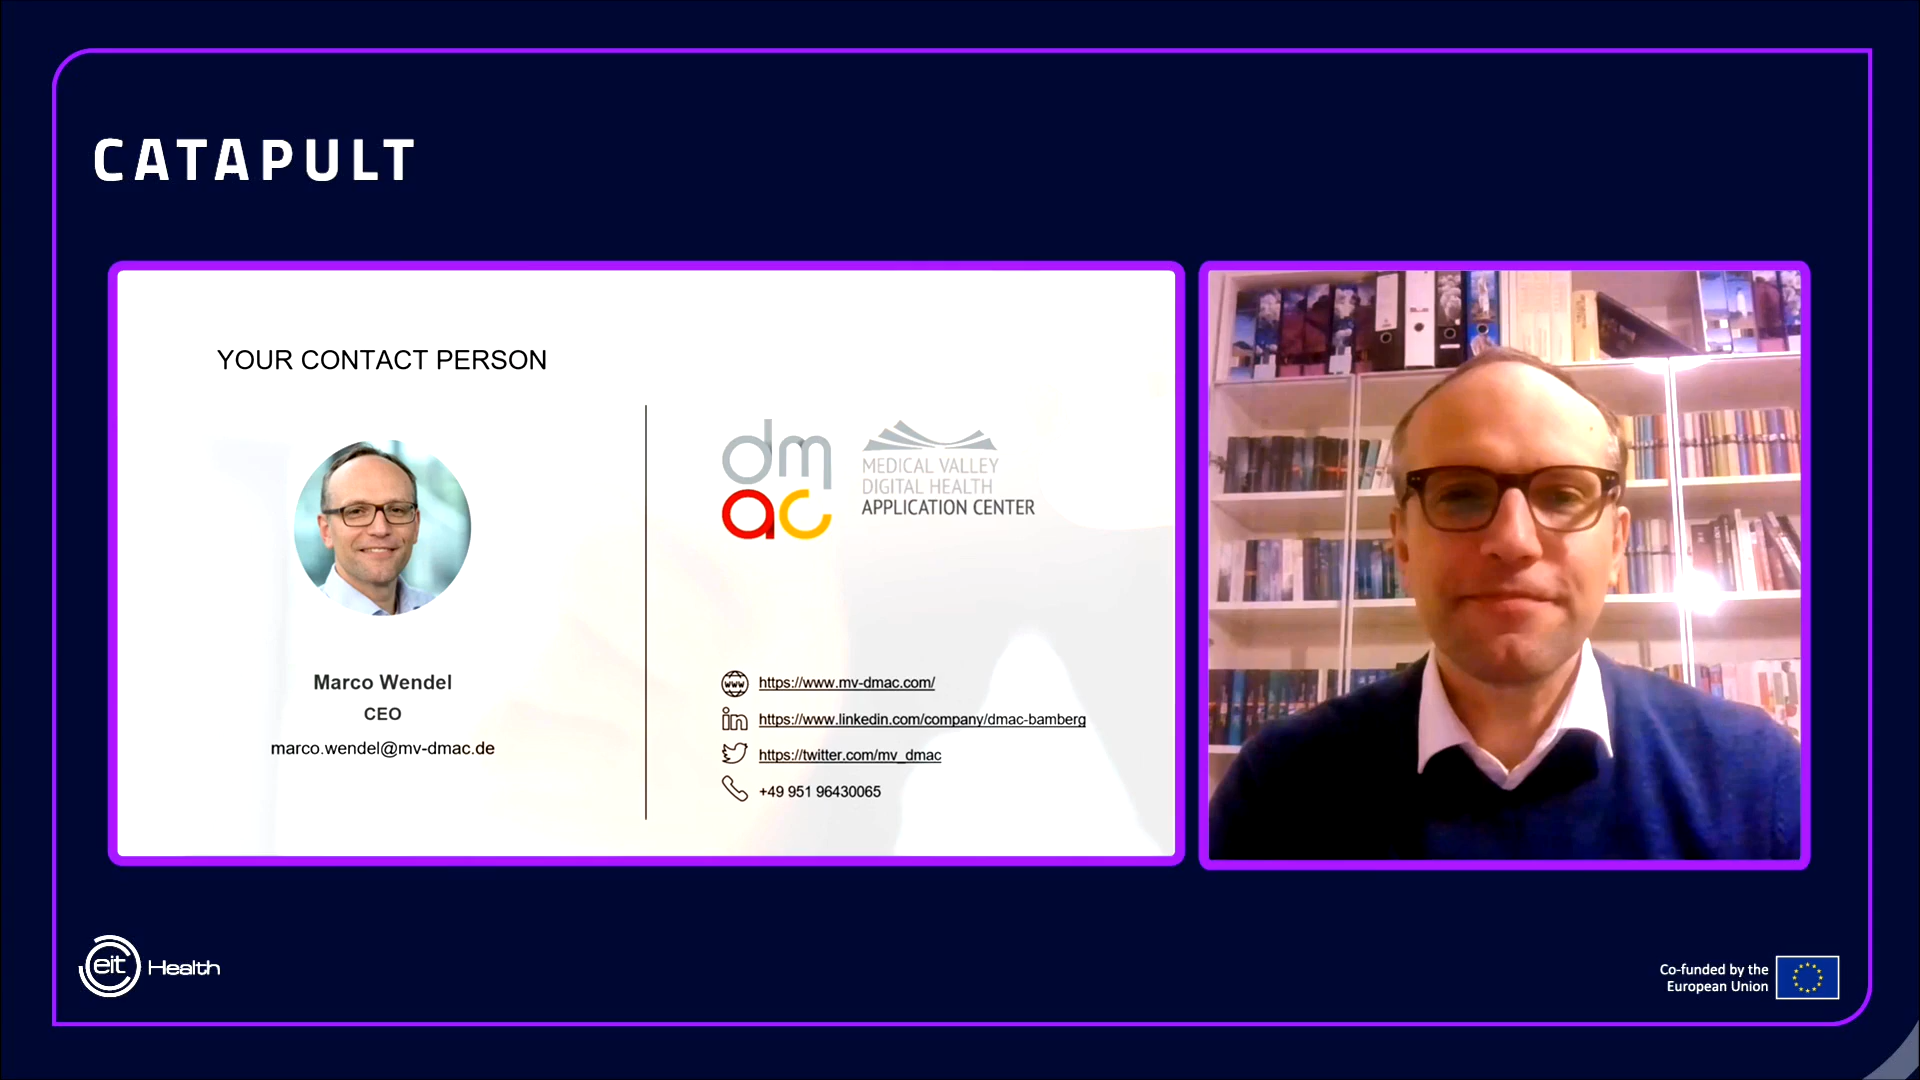 CATAPULT
YOUR CONTACT PERSON
Marco Wendel
CEO
marco.wendel@mv-dmac.de
dm
ac
MEDICAL VALLEY
DIGITAL HEALTH
APPLICATION CENTER
www
https://www.mv-dmac.com/
in
https://www.linkedin.com/company/dmac-bamberg
https://twitter.com/mv_dmac
+49 951 96430065
eit Health
Co-funded by the
European Union